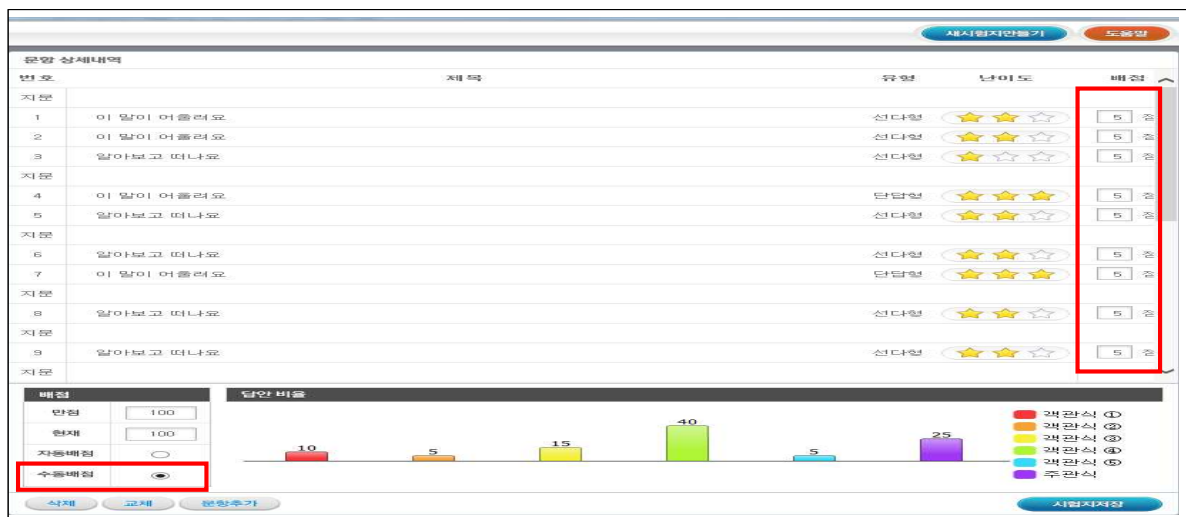 새시험지만들기 도움말
문항 상세내역
번호 제목 유형 난이도 배점
지문
1 이 말이 어울려요 선다형 5 점
2 이 말이 어울려요 선다형 5 점
3 알아보고 떠나요 선다형 5 점
지문
4 이 말이 어울려요 단답형 5 점
5 알아보고 떠나요 선다형 5 점
지문
6 알아보고 떠나요 선다형 5 점
7 이 말이 어울려요 단답형 5 점
지문
8 알아보고 떠나요 선다형 5 점
지문
9 알아보고 떠나요 선다형 5 점
지문
배점 답안 비율
만점 100
현재 100
자동배점
수동배점
10 5 15 40 5 25
객관식 ①
객관식 ②
객관식 ③
객관식 ④
객관식 ⑤
주관식
삭제 교체 문항추가 시험지저장